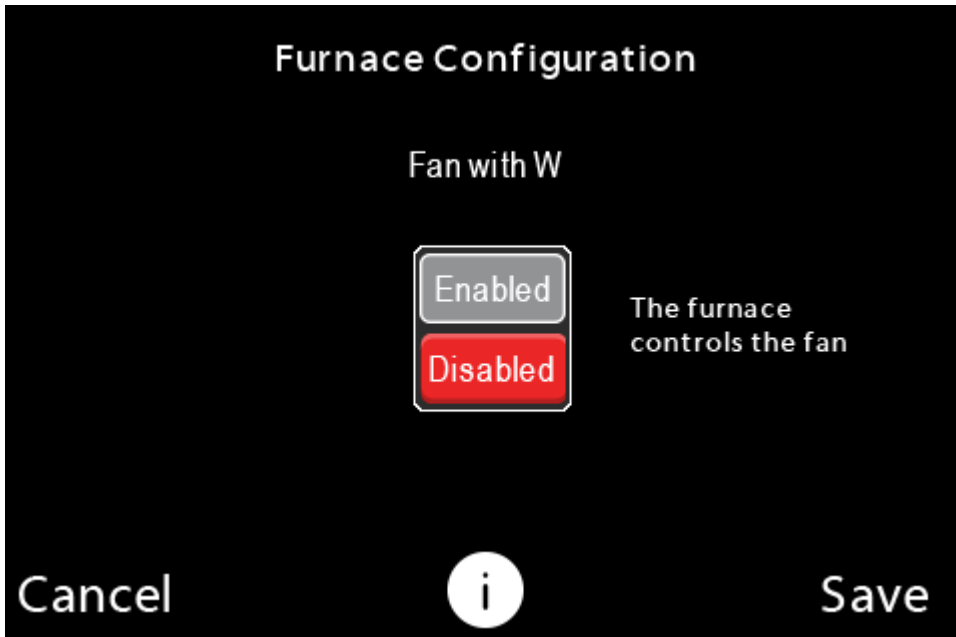 Furnace Configuration
Fan with W
Enabled
Disabled
The furnace
controls the fan
Cancel
i
Save